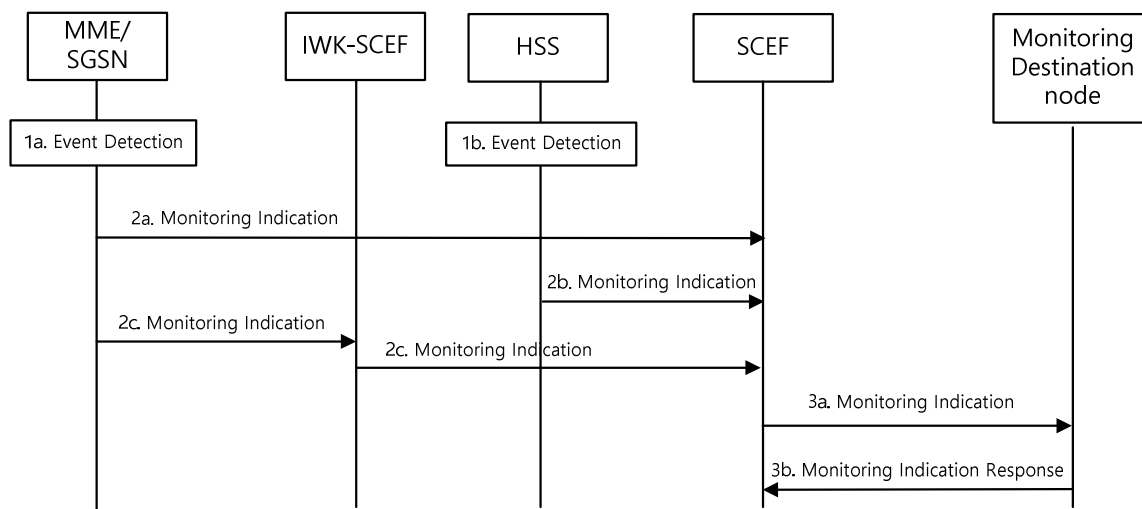 MME/
SGSN
IWK-SCEF
HSS
SCEF
Monitoring
Destination
node
1a. Event Detection
1b. Event Detection
2a. Monitoring Indication
2b. Monitoring Indication
2c. Monitoring Indication
2c. Monitoring Indication
3a. Monitoring Indication
3b. Monitoring Indication Response